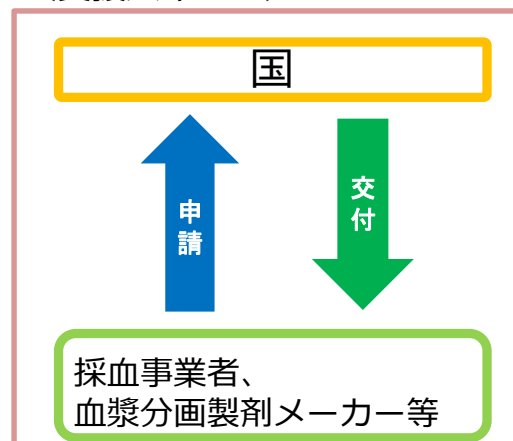 国
申請
交付
採血事業者、
血漿分画製剤メーカー等